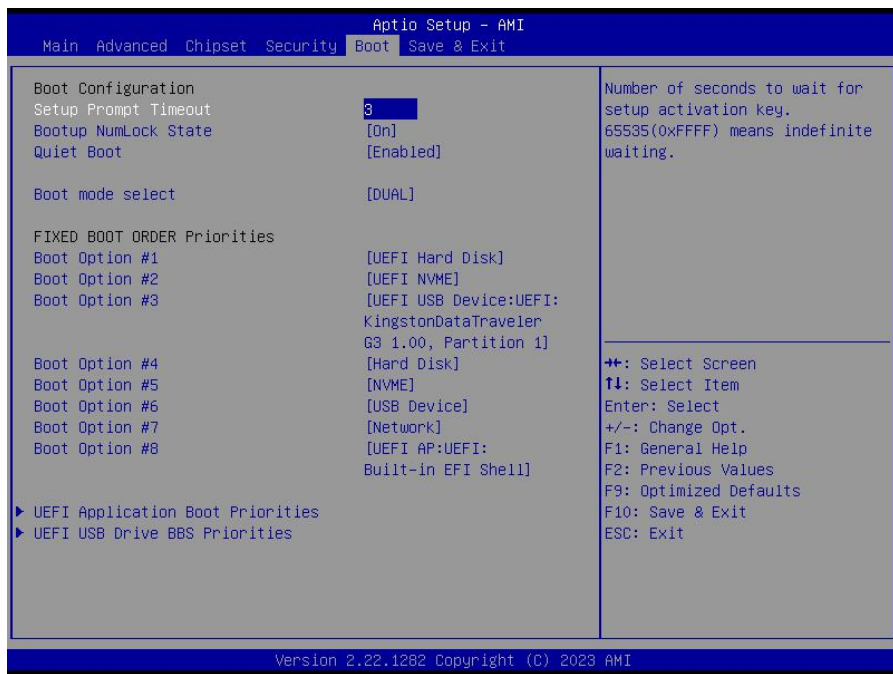 Aptio Setup – AMI
Main Advanced Chipset Security Boot Save & Exit
Boot Configuration
Setup Prompt Timeout 3
Bootup NumLock State [On]
Quiet Boot [Enabled]
Boot mode select [DUAL]
FIXED BOOT ORDER Priorities
Boot Option #1 [UEFI Hard Disk]
Boot Option #2 [UEFI NVME]
Boot Option #3 [UEFI USB Device:UEFI:
KingstonDataTraveler
G3 1.00, Partition 1]
Boot Option #4 [Hard Disk]
Boot Option #5 [NVME]
Boot Option #6 [USB Device]
Boot Option #7 [Network]
Boot Option #8 [UEFI AP:UEFI:
Built-in EFI Shell]
UEFI Application Boot Priorities
UEFI USB Drive BBS Priorities
Number of seconds to wait for
setup activation key.
65535(0xFFFF) means indefinite
waiting.
→←: Select Screen
↑↓: Select Item
Enter: Select
+/-: Change Opt.
F1: General Help
F2: Previous Values
F9: Optimized Defaults
F10: Save & Exit
ESC: Exit
Version 2.22.1282 Copyright (C) 2023 AMI